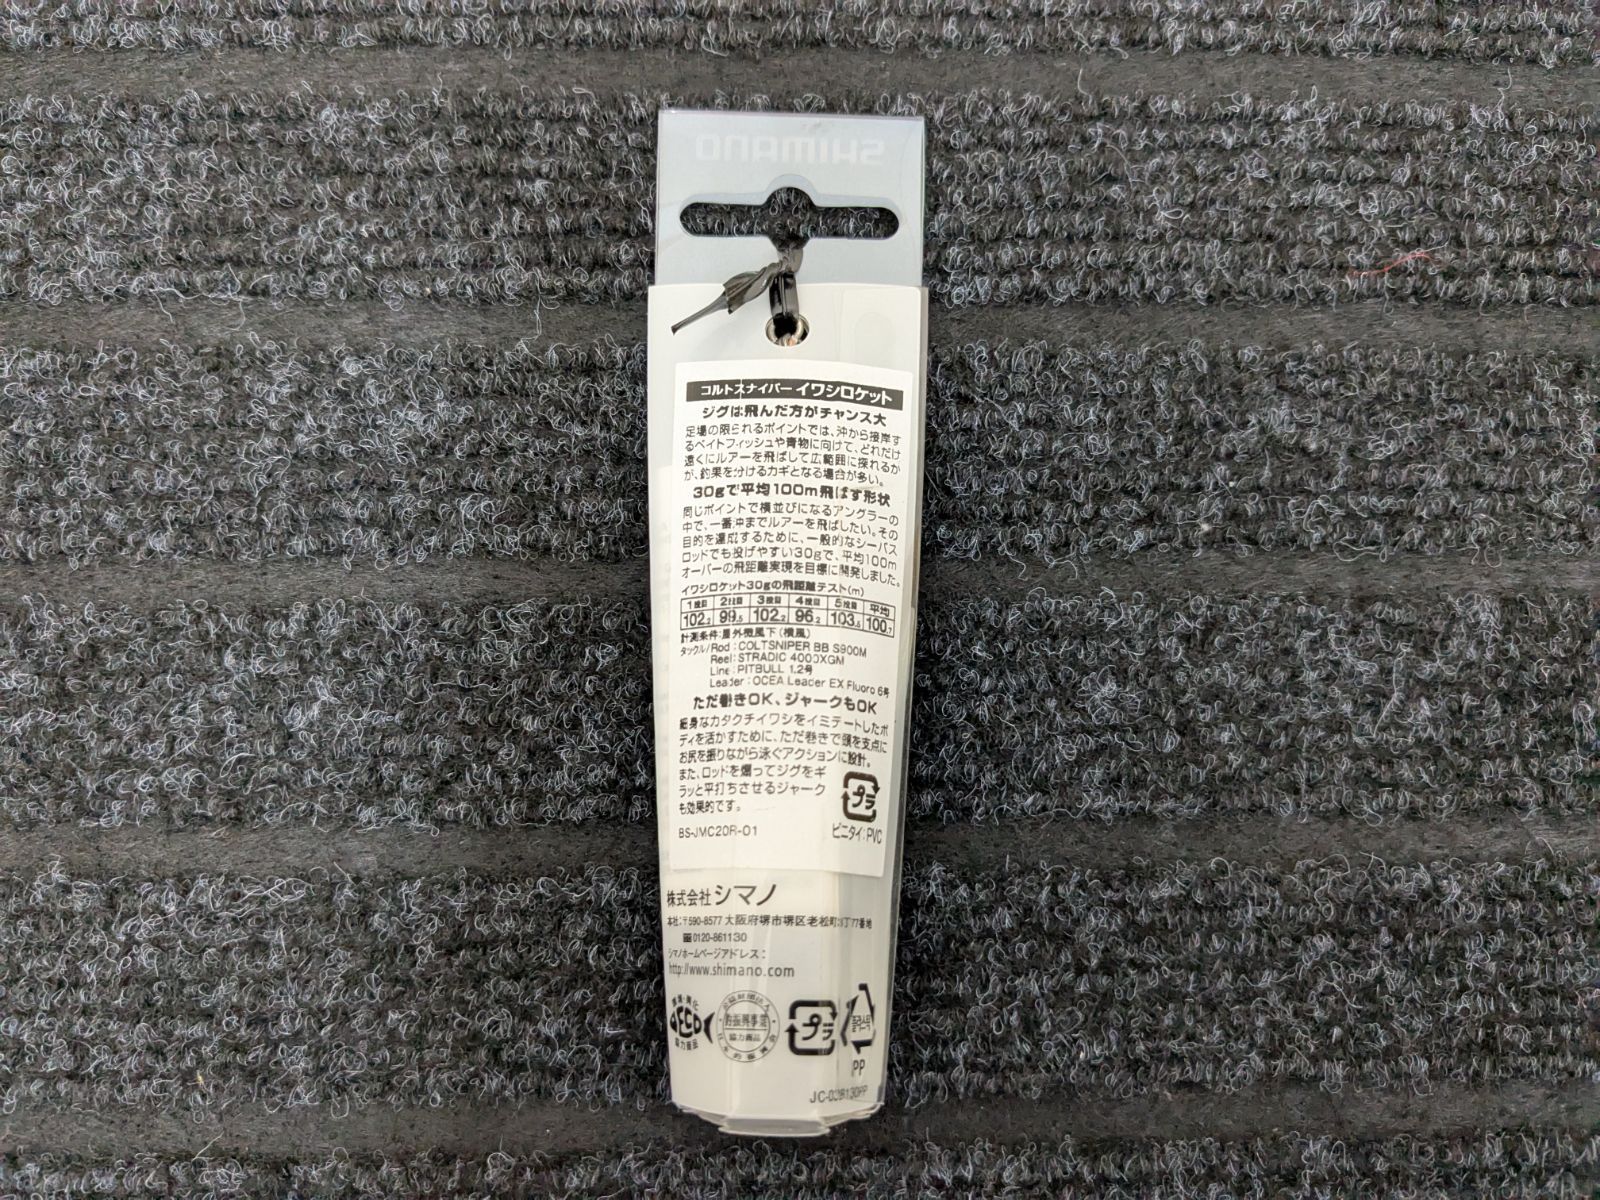 SHIMANO
コルトスナイパー イワシロケット
ジグは飛んだ方がチャンス大
足場の限られるポイントでは、沖から接岸す
るベイトフィッシュや青物に向けて、どれだけ
遠くにルアーを飛ばして広範囲に探れるか
が、釣果を分けるカギとなる場合が多い。
30gで平均100m飛ばす形状
同じポイントで横並びになるアングラーの
中で、一番沖までルアーを飛ばしたい。その
目的を達成するために、一般的なシーバス
ロッドでも投げやすい30gで、平均100m
オーバーの飛距離実現を目標に開発しました。
イワシロケット30gの飛距離テスト(m)
1投目 2投目 3投目 4投目 5投目 平均
102.2 99.5 102.2 96.2 103.5 100.7
計測条件:屋外微風下(横風)
タックル/Rod:COLTSNIPER BB S900M
Reel:STRADIC 4000XGM
Line:PITBULL 1.2号
Leader:OCEA Leader EX Fluoro 6号
ただ巻きOK、ジャークもOK
細身なカタクチイワシをイミテートしたボ
ディを活かすために、ただ巻きで頭を支点に
お尻を振りながら泳ぐアクションに設計。
また、ロッドを煽ってジグをギ
ラッと平打ちさせるジャーク
も効果的です。
プラ
BS-JMC20R-01
ビニタイ:PVC
株式会社シマノ
本社:〒590-8577 大阪府堺市堺区老松町3丁77番地
0120-861130
シマノホームページアドレス:
http://www.shimano.com
環境・美化
ECO
協力商品
釣振興事業
協力商品
プラ
PP